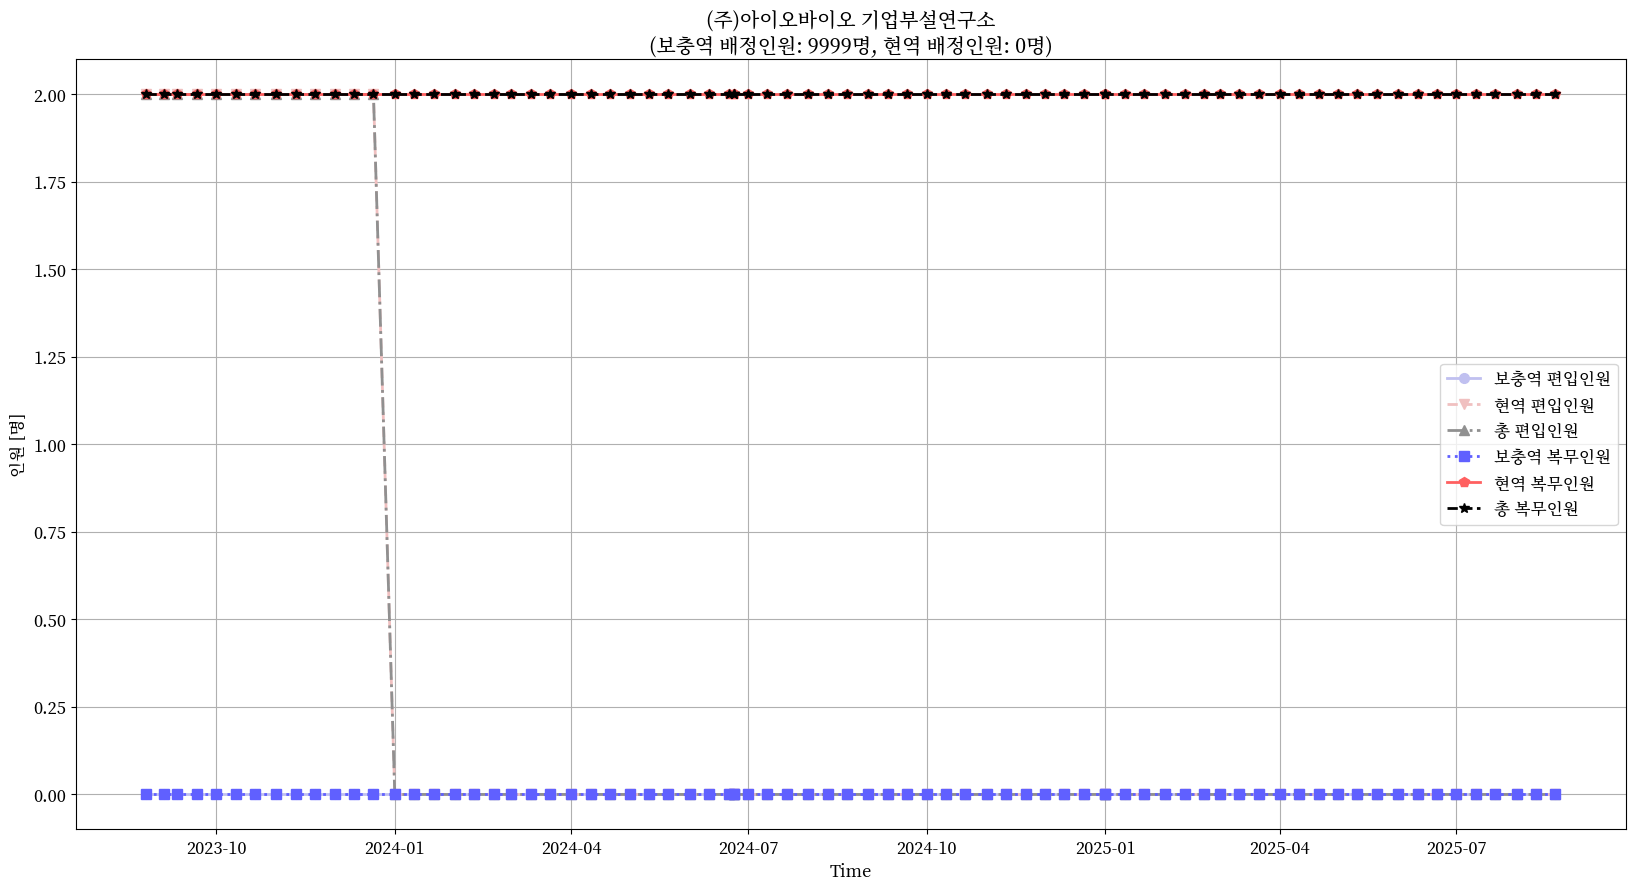 (주)아이오바이오 기업부설연구소
(보충역 배정인원: 9999명, 현역 배정인원: 0명)
2.00
1.75
1.50
1.25
1.00
0.75
0.50
0.25
0.00
인원 [명]
보충역 편입인원
현역 편입인원
총 편입인원
보충역 복무인원
현역 복무인원
총 복무인원
2023-10
2024-01
2024-04
2024-07
2024-10
2025-01
2025-04
2025-07
Time